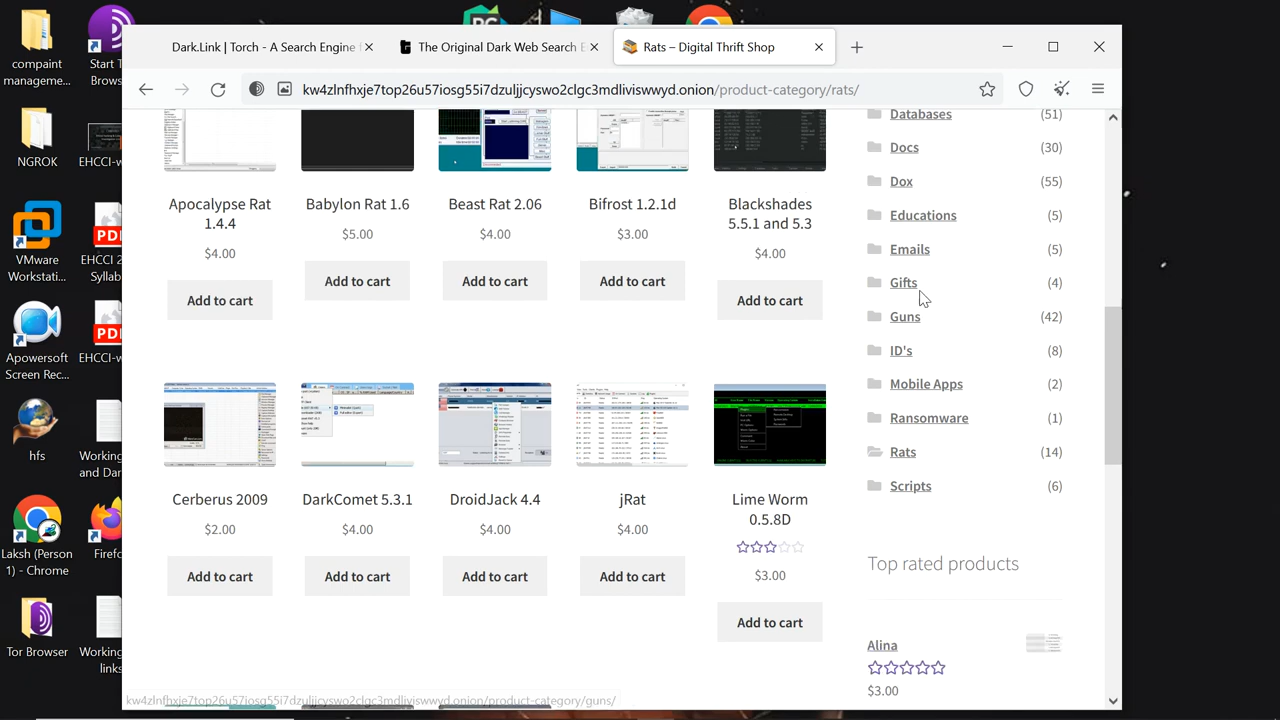 compaint
manageme...
Start T
Brows
Dark.Link | Torch - A Search Engine
The Original Dark Web Search E
Rats – Digital Thrift Shop
kw4zlnfhxje7top26u57iosg55i7dzuljjcyswo2clgc3mdliviswwyd.onion/product-category/rats/
NGROK
EHCCI-w
VMware
Workstati...
PDF
EHCCI 2
Syllab
Apowersoft
Screen Rec...
PDF
EHCCI-w
hfs
Working
and Dar
Laksh (Person
1) - Chrome
Firefo
Tor Browser
Working
links
Apocalypse Rat
1.4.4
$4.00
Add to cart
Babylon Rat 1.6
$5.00
Add to cart
Beast Rat 2.06
$4.00
Add to cart
Bifrost 1.2.1d
$3.00
Add to cart
Blackshades
5.5.1 and 5.3
$4.00
Add to cart
Cerberus 2009
$2.00
Add to cart
DarkComet 5.3.1
$4.00
Add to cart
DroidJack 4.4
$4.00
Add to cart
jRat
$4.00
Add to cart
Lime Worm
0.5.8D
$3.00
Add to cart
Databases (51)
Docs (30)
Dox (55)
Educations (5)
Emails (5)
Gifts (4)
Guns (42)
ID's (8)
Mobile Apps (2)
Ransomware (1)
Rats (14)
Scripts (6)
Top rated products
Alina
$3.00
kw4zlnfhxje7top26u57iosg55i7dzuljjcyswo2clgc3mdliviswwyd.onion/product-category/guns/